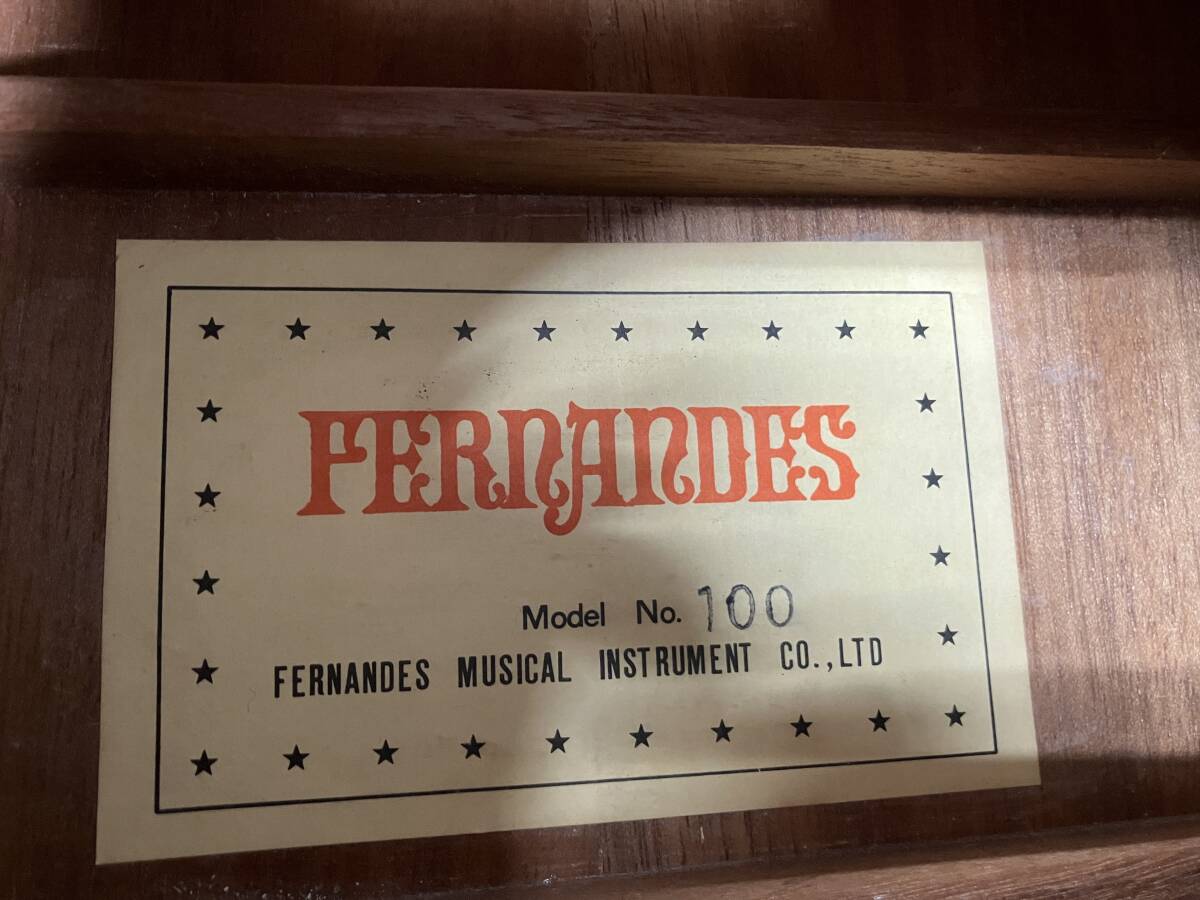 FERNANDES
Model No. 100
FERNANDES MUSICAL INSTRUMENT CO.,LTD